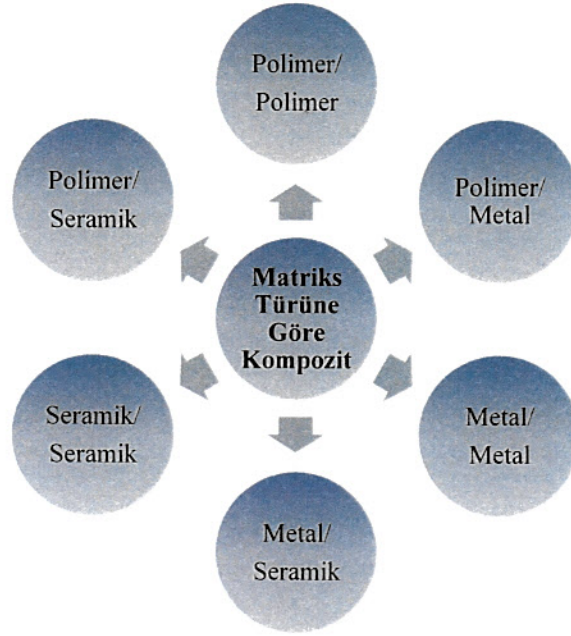 Polimer/
Polimer
Polimer/
Seramik
Polimer/
Metal
Matriks
Türüne
Göre
Kompozit
Seramik/
Seramik
Metal/
Metal
Metal/
Seramik